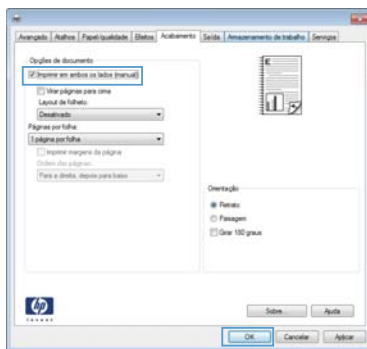 Avançado Atalhos Papel/qualidade Efeitos Acabamento Saída Armazenamento de trabalho Serviços
Opções de documento
Imprimir em ambos os lados (manual)
Virar páginas para cima
Layout de folheto:
Desativado
Páginas por folha:
1 página por folha
Imprimir margens da página
Ordem das páginas:
Para a direita, depois para baixo
Orientação
Retrato
Paisagem
Girar 180 graus
hp
invent
Sobre... Ajuda
OK Cancelar Aplicar